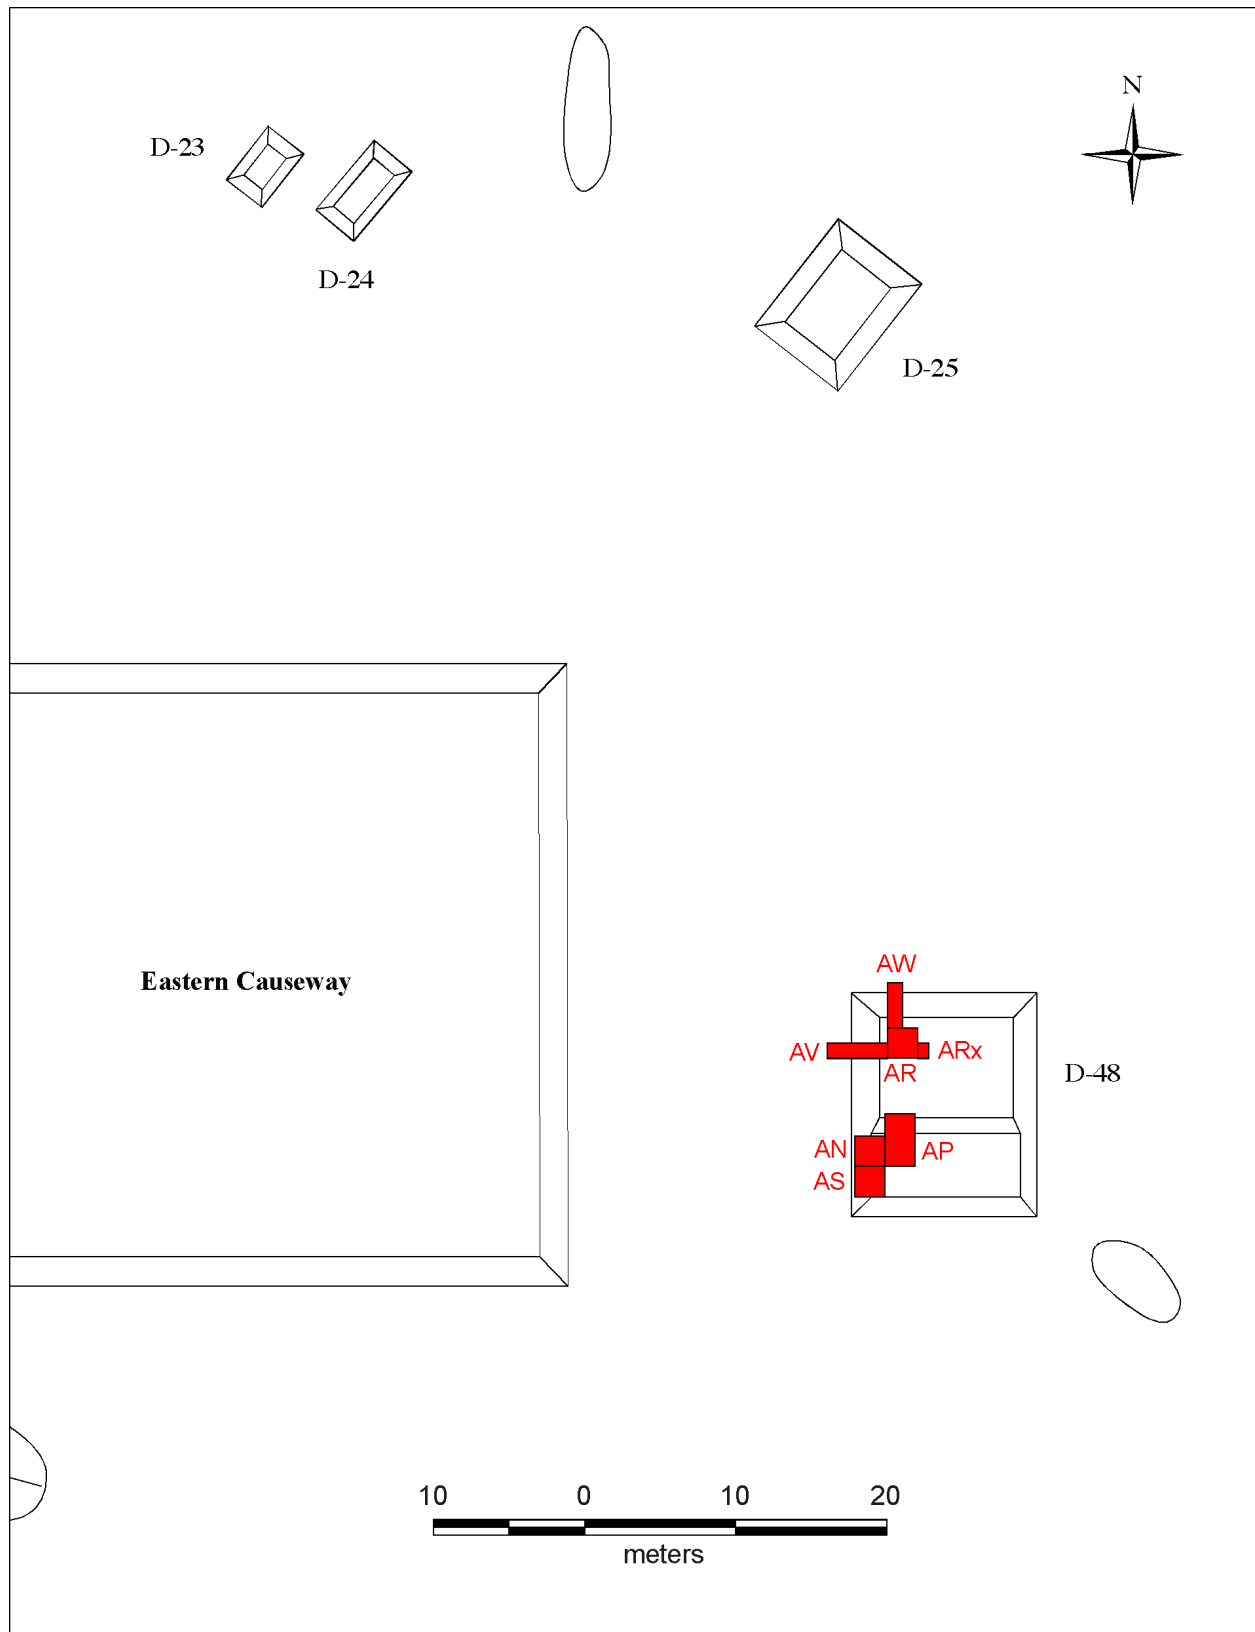 N
D-23
D-24
D-25
Eastern Causeway
AW
AV
ARx
AR
D-48
AN
AP
AS
10 0 10 20
meters